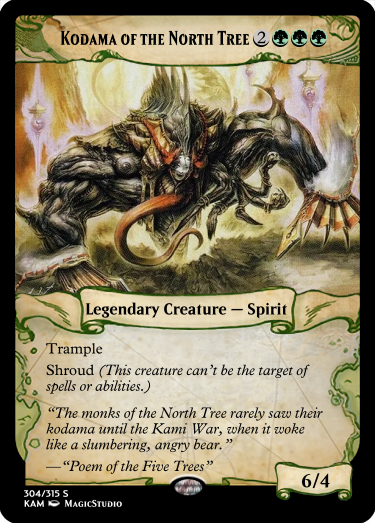 Kodama of the North Tree 2
Legendary Creature — Spirit
Trample
Shroud (This creature can't be the target of
spells or abilities.)
"The monks of the North Tree rarely saw their
kodama until the Kami War, when it woke
like a slumbering, angry bear."
—"Poem of the Five Trees"
6/4
304/315 S
KAM MagicStudio